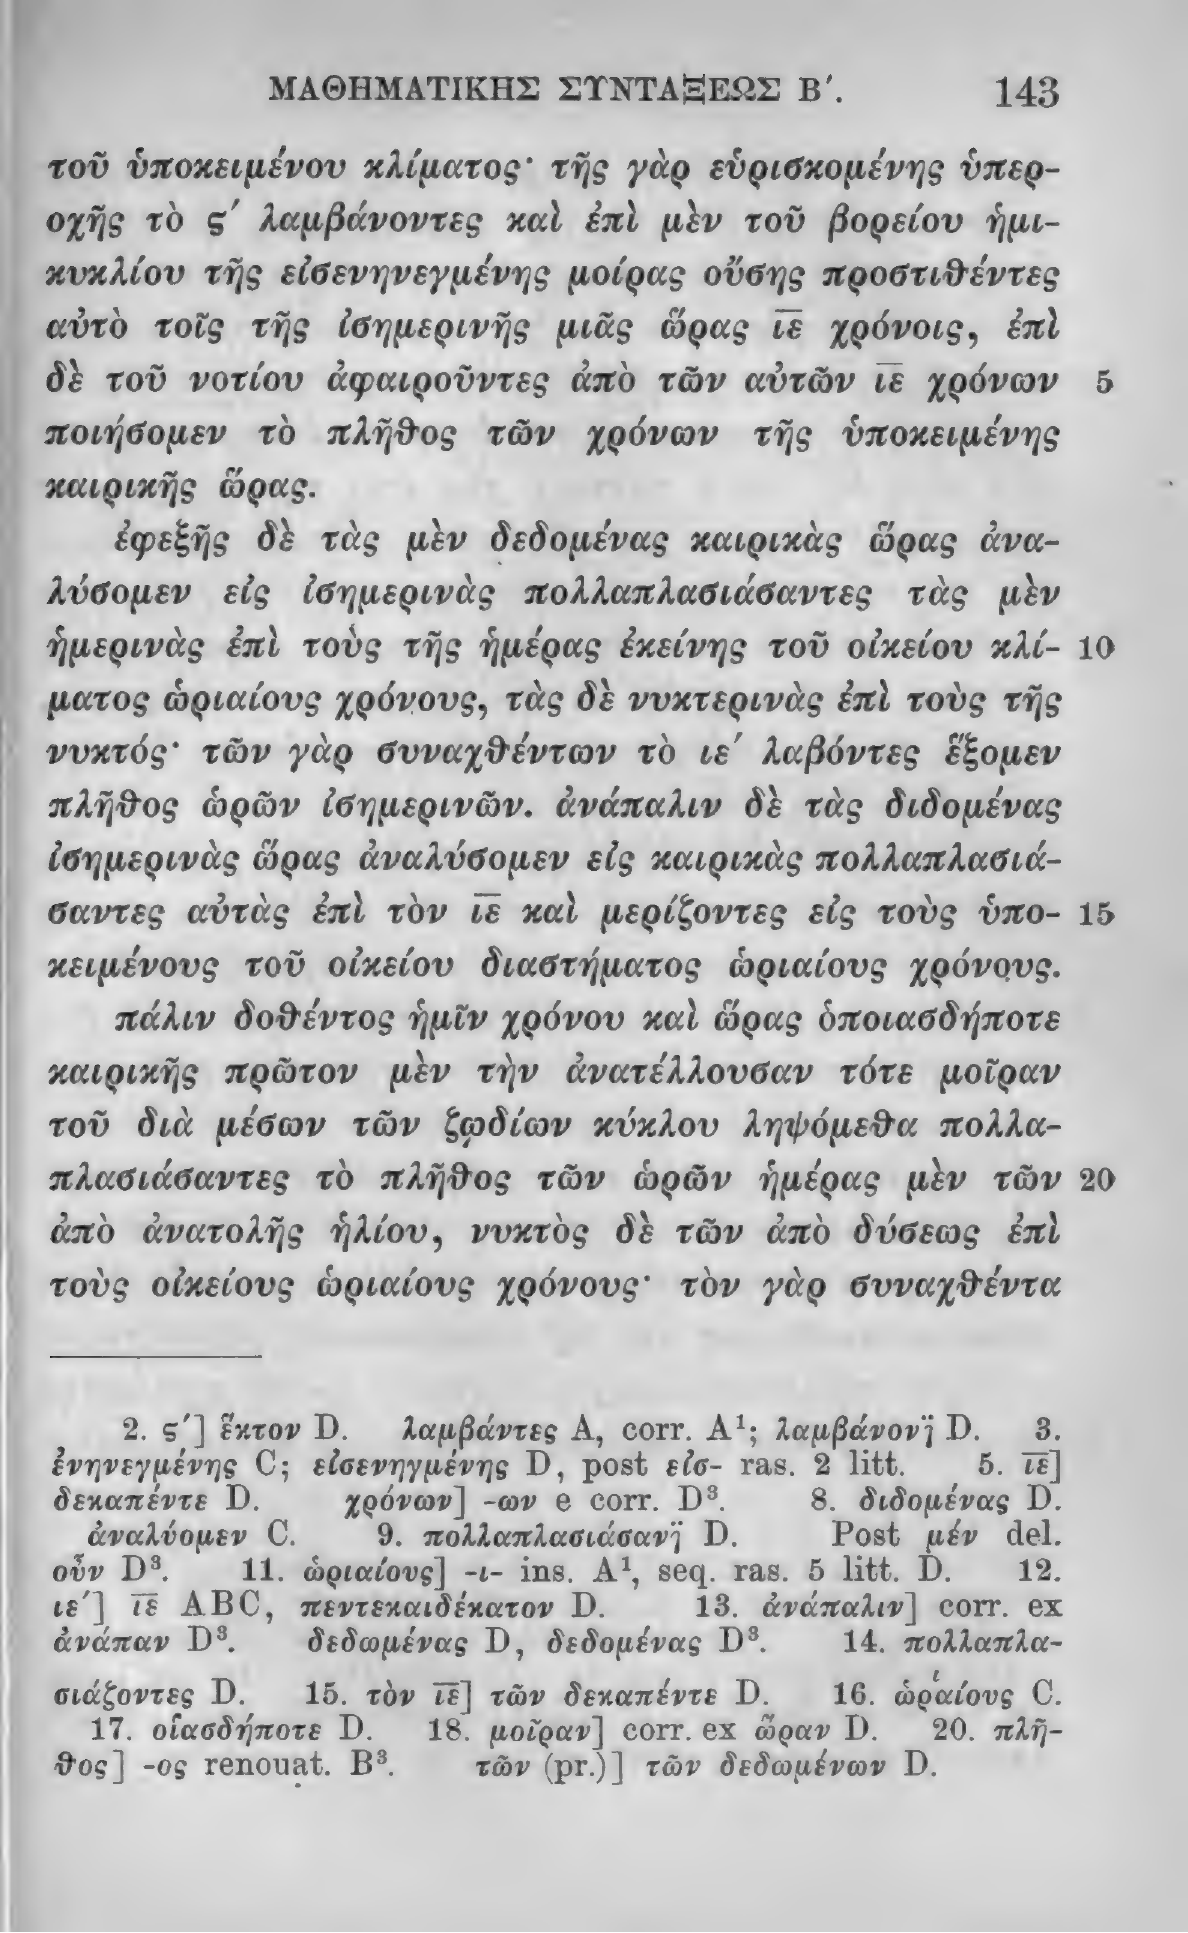 ΜΑΘΗΜΑΤΙΚΗΣ ΣΥΝΤΑΞΕΩΣ Β΄. 143
τοῦ ὑποκειμένου κλίματος· τῆς γὰρ εὑρισκομένης ὑπερ-
οχῆς τὸ ϛ΄ λαμβάνοντες καὶ ἐπὶ μὲν τοῦ βορείου ἡμι-
κυκλίου τῆς εἰσενηνεγμένης μοίρας οὔσης προστιθέντες
αὐτὸ τοῖς τῆς ἰσημερινῆς μιᾶς ὥρας ι̅ε̅ χρόνοις, ἐπὶ
δὲ τοῦ νοτίου ἀφαιροῦντες ἀπὸ τῶν αὐτῶν ι̅ε̅ χρόνων 5
ποιήσομεν τὸ πλῆθος τῶν χρόνων τῆς ὑποκειμένης
καιρικῆς ὥρας.
ἐφεξῆς δὲ τὰς μὲν δεδομένας καιρικὰς ὥρας ἀνα-
λύσομεν εἰς ἰσημερινὰς πολλαπλασιάσαντες τὰς μὲν
ἡμερινὰς ἐπὶ τοὺς τῆς ἡμέρας ἐκείνης τοῦ οἰκείου κλί- 10
ματος ὡριαίους χρόνους, τὰς δὲ νυκτερινὰς ἐπὶ τοὺς τῆς
νυκτός· τῶν γὰρ συναχθέντων τὸ ιε΄ λαβόντες ἕξομεν
πλῆθος ὡρῶν ἰσημερινῶν. ἀνάπαλιν δὲ τὰς διδομένας
ἰσημερινὰς ὥρας ἀναλύσομεν εἰς καιρικὰς πολλαπλασιά-
σαντες αὐτὰς ἐπὶ τὸν ι̅ε̅ καὶ μερίζοντες εἰς τοὺς ὑπο- 15
κειμένους τοῦ οἰκείου διαστήματος ὡριαίους χρόνους.
πάλιν δοθέντος ἡμῖν χρόνου καὶ ὥρας ὁποιασδήποτε
καιρικῆς πρῶτον μὲν τὴν ἀνατέλλουσαν τότε μοῖραν
τοῦ διὰ μέσων τῶν ζῳδίων κύκλου ληψόμεθα πολλα-
πλασιάσαντες τὸ πλῆθος τῶν ὡρῶν ἡμέρας μὲν τῶν 20
ἀπὸ ἀνατολῆς ἡλίου, νυκτὸς δὲ τῶν ἀπὸ δύσεως ἐπὶ
τοὺς οἰκείους ὡριαίους χρόνους· τὸν γὰρ συναχθέντα
2. ϛ΄] ἕκτον D. λαμβάντες A, corr. A¹; λαμβάνον͞ϳ D. 3.
ἐνηνεγμένης C; εἰσενηγμένης D, post εἰσ- ras. 2 litt. 5. ι̅ε̅]
δεκαπέντε D. χρόνων] -ων e corr. D³. 8. διδομένας D.
ἀναλύομεν C. 9. πολλαπλασιάσαν͞ϳ D. Post μέν del.
οὖν D³. 11. ὡριαίους] -ι- ins. A¹, seq. ras. 5 litt. D. 12.
ιε΄] ι̅ε̅ ABC, πεντεκαιδέκατον D. 13. ἀνάπαλιν] corr. ex
ἀνάπαν D³. δεδωμένας D, δεδομένας D³. 14. πολλαπλα-
σιάζοντες D. 15. τὸν ι̅ε̅] τῶν δεκαπέντε D. 16. ὡραίους C.
17. οἱασδήποτε D. 18. μοῖραν] corr. ex ὥραν D. 20. πλῆ-
θος] -ος renouat. B³. τῶν (pr.)] τῶν δεδωμένων D.